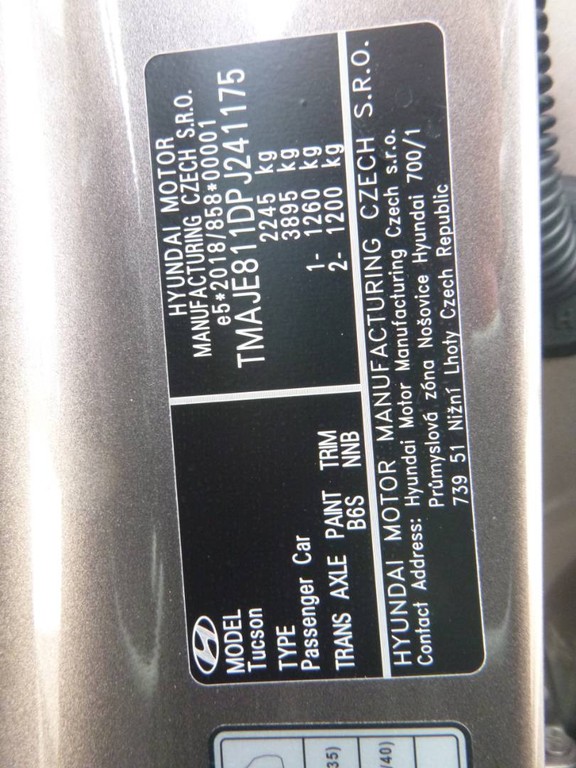 MODEL
Tucson
TYPE
Passenger Car
TRANS AXLE PAINT TRIM
B6S NNB
HYUNDAI MOTOR
MANUFACTURING CZECH S.R.O.
e5*2018/858*00001
TMAJE811DPJ241175
2245 kg
3895 kg
1- 1260 kg
2- 1200 kg
HYUNDAI MOTOR MANUFACTURING CZECH S.R.O.
Contact Address: Hyundai Motor Manufacturing Czech s.r.o.
Průmyslová zóna Nošovice Hyundai 700/1
739 51 Nižní Lhoty Czech Republic
35)
/40)